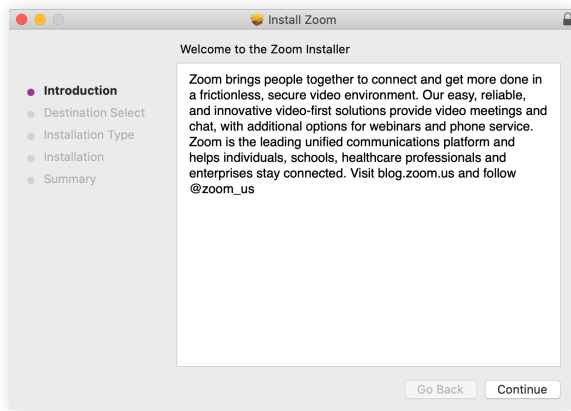 Install Zoom
Welcome to the Zoom Installer
Introduction
Destination Select
Installation Type
Installation
Summary
Zoom brings people together to connect and get more done in
a frictionless, secure video environment. Our easy, reliable,
and innovative video-first solutions provide video meetings and
chat, with additional options for webinars and phone service.
Zoom is the leading unified communications platform and
helps individuals, schools, healthcare professionals and
enterprises stay connected. Visit blog.zoom.us and follow
@zoom_us
Go Back
Continue